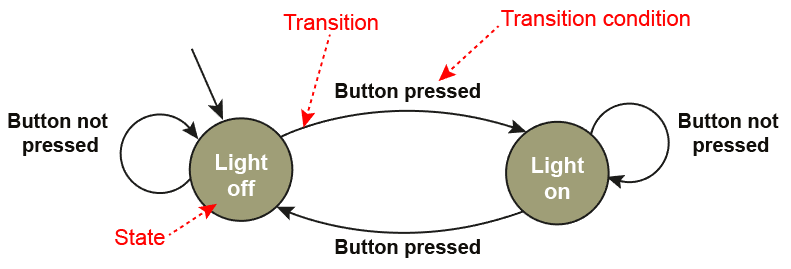 Transition
Transition condition
Button pressed
Button not
pressed
Light
off
Light
on
Button not
pressed
State
Button pressed